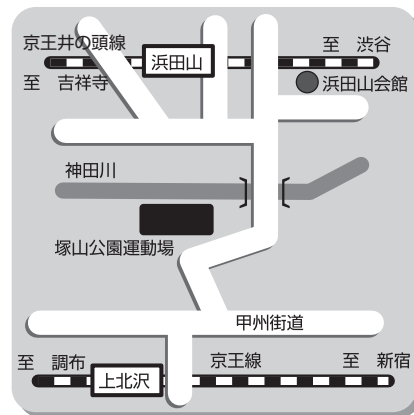 京王井の頭線
至 渋谷
浜田山
至 吉祥寺
浜田山会館
神田川
塚山公園運動場
甲州街道
至 調布
京王線
至 新宿
上北沢